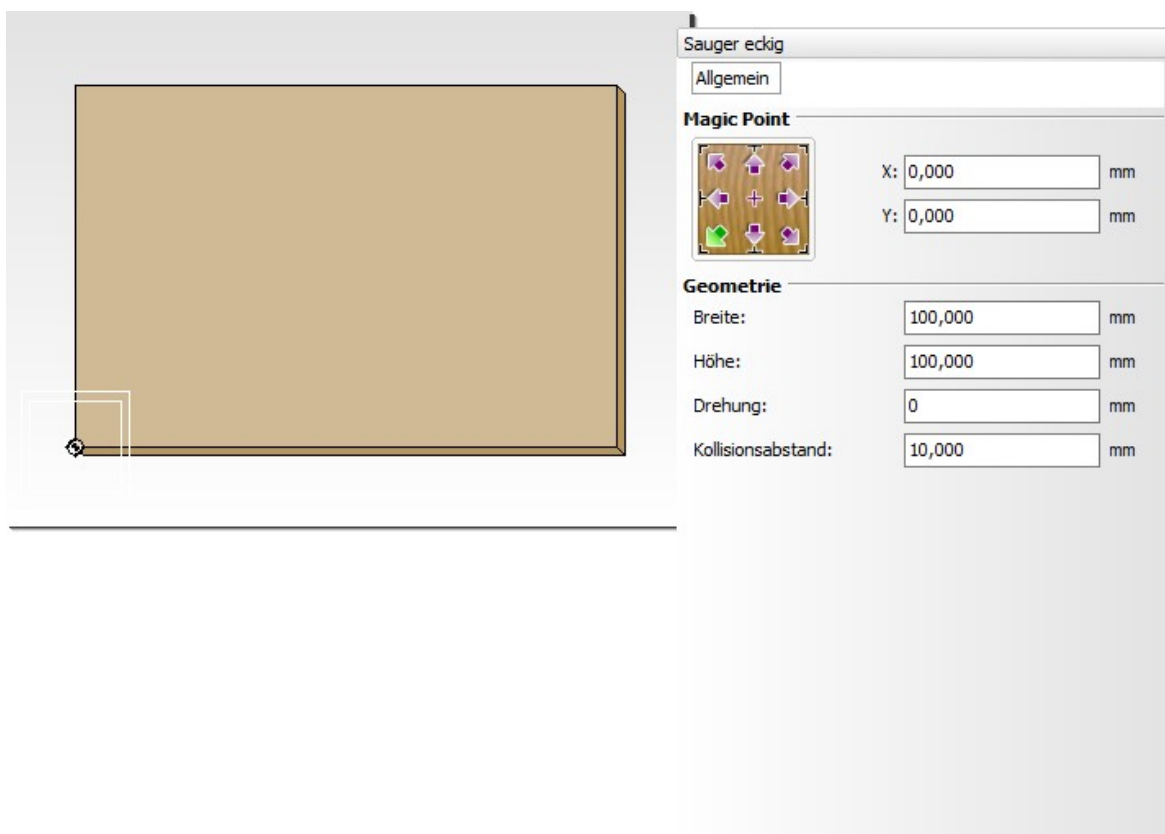 Sauger eckig
Allgemein
Magic Point
X: 0,000 mm
Y: 0,000 mm
Geometrie
Breite: 100,000 mm
Höhe: 100,000 mm
Drehung: 0 mm
Kollisionsabstand: 10,000 mm